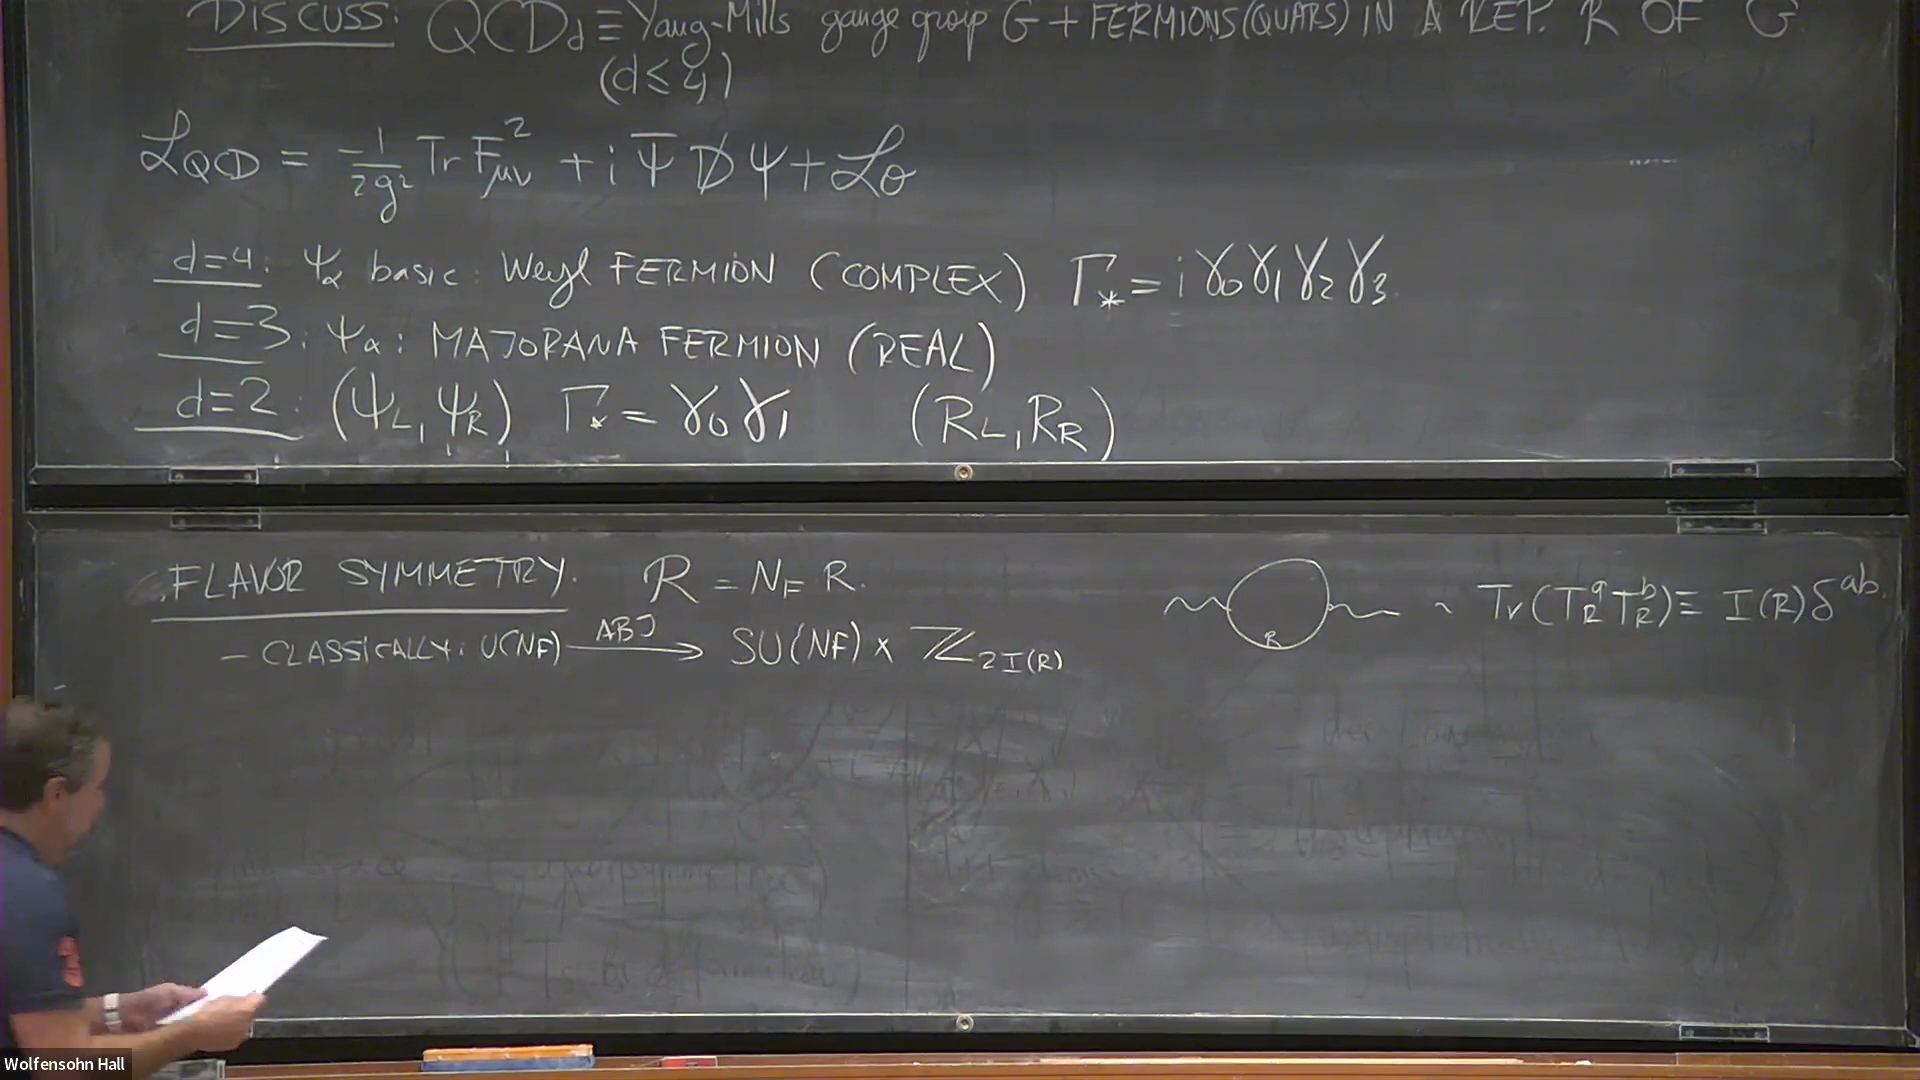 DISCUSS: QCD_d ≡ Yang-Mills gauge group G + FERMIONS (QUARS) IN A REP. R OF G.
(d ≤ 4)
ℒ_QCD = -1/2g² Tr F²_μν + i Ψ̄ D̸ Ψ + ℒ_θ
d=4: Ψ_α basic: Weyl FERMION (COMPLEX) Γ_* = i γ_0 γ_1 γ_2 γ_3.
d=3: Ψ_α: MAJORANA FERMION (REAL)
d=2: (Ψ_L, Ψ_R) Γ_* = γ_0 γ_1 (R_L, R_R)
FLAVOR SYMMETRY. R = N_F R.
R ~ Tr(T_R^a T_R^b) ≡ I(R) δ^ab.
- CLASSICALLY: U(N_F) ABJ → SU(N_F) × ℤ_2I(R)
Wolfensohn Hall